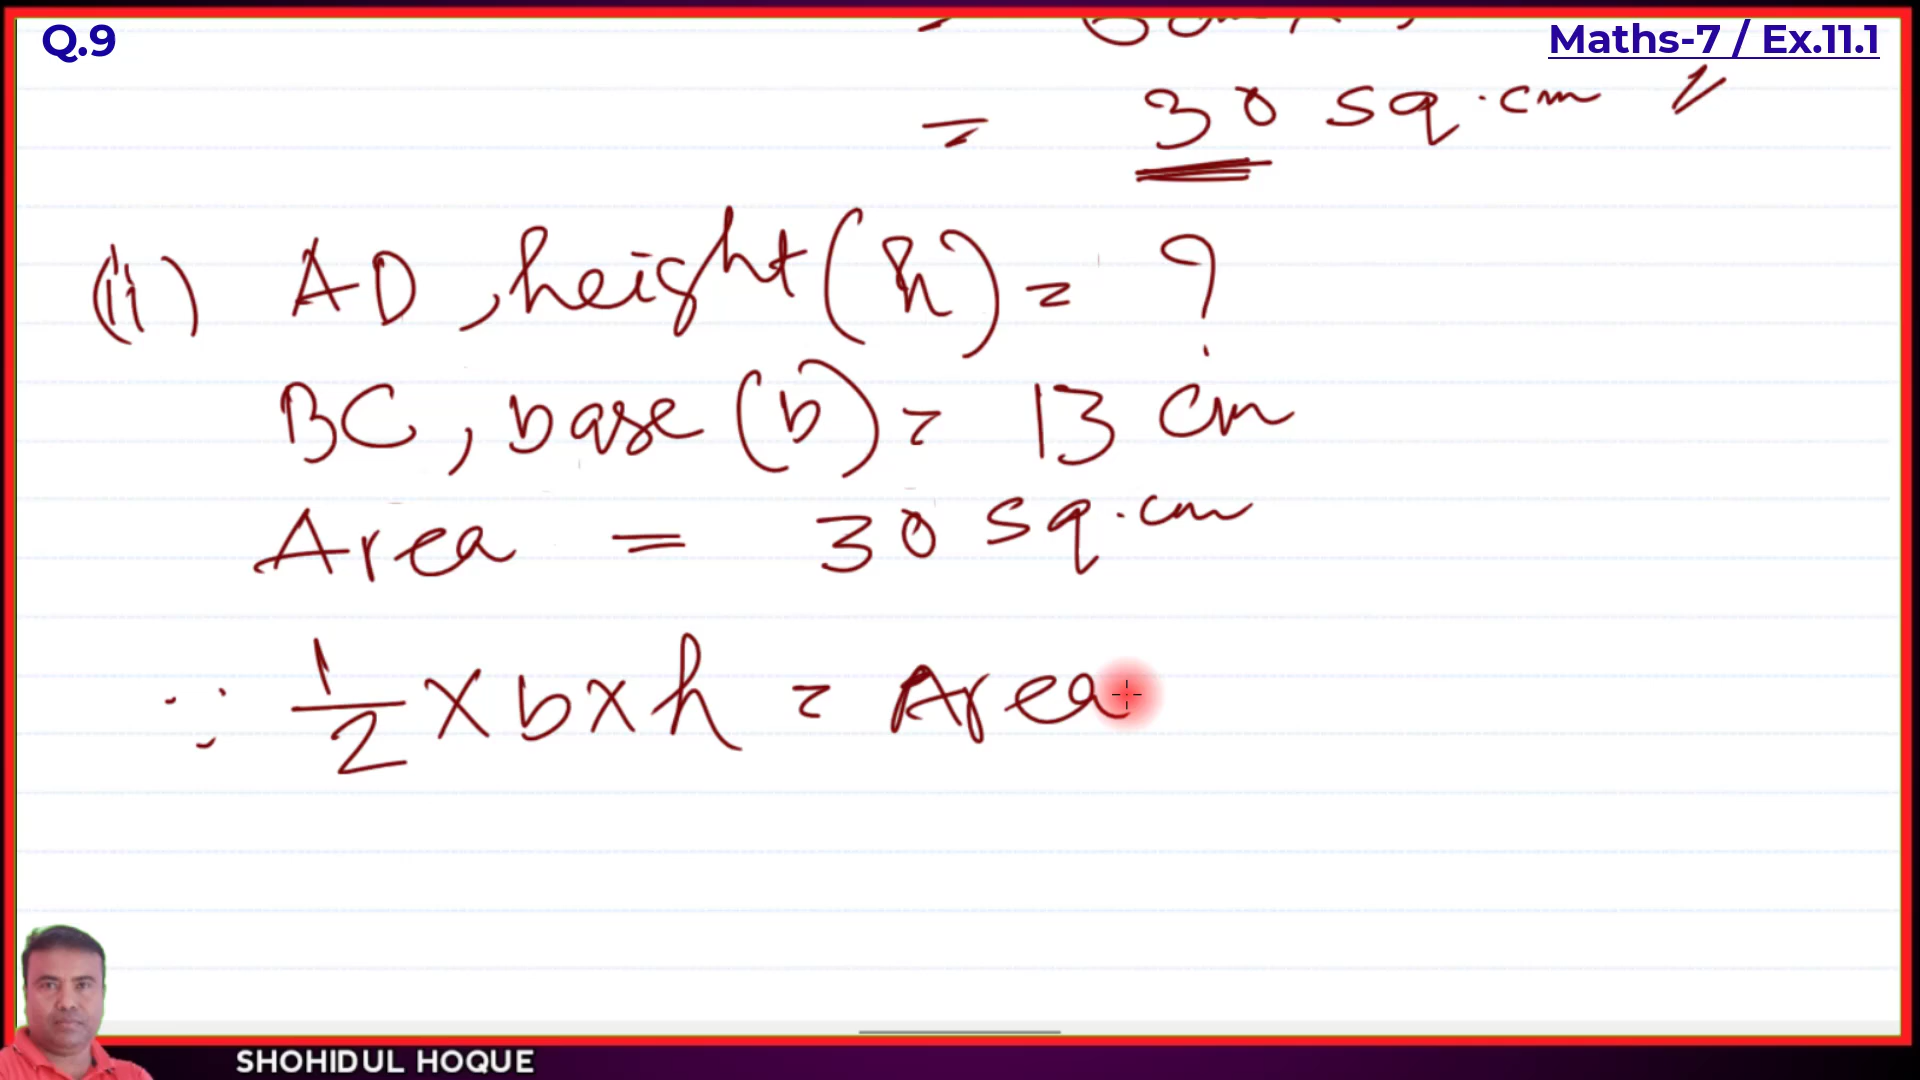 Q.9
Maths-7 / Ex.11.1
= 30 sq.cm
(ii) AD, height (h) = ?
BC, base (b) = 13 cm
Area = 30 sq.cm
∵ 1/2 × b × h = Area
SHOHIDUL HOQUE